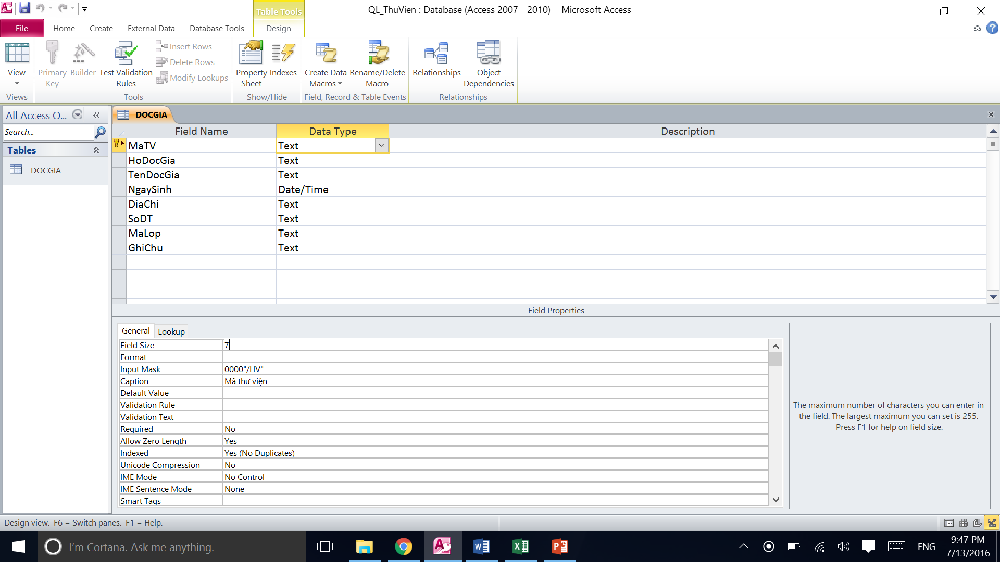 Table Tools
QL_ThuVien : Database (Access 2007 - 2010) - Microsoft Access
File
Home
Create
External Data
Database Tools
Design
View
Primary Key
Builder
Test Validation Rules
Insert Rows
Delete Rows
Modify Lookups
Property Sheet
Indexes
Create Data Macros
Rename/Delete Macro
Relationships
Object Dependencies
Views
Tools
Show/Hide
Field, Record & Table Events
Relationships
All Access O...
Search...
Tables
DOCGIA
DOCGIA
Field Name Data Type Description
MaTV Text
HoDocGia Text
TenDocGia Text
NgaySinh Date/Time
DiaChi Text
SoDT Text
MaLop Text
GhiChu Text
Field Properties
General Lookup
Field Size 7
Format
Input Mask 0000"/HV"
Caption Mã thư viện
Default Value
Validation Rule
Validation Text
Required No
Allow Zero Length Yes
Indexed Yes (No Duplicates)
Unicode Compression No
IME Mode No Control
IME Sentence Mode None
Smart Tags
The maximum number of characters you can enter in
the field. The largest maximum you can set is 255.
Press F1 for help on field size.
Design view. F6 = Switch panes. F1 = Help.
I'm Cortana. Ask me anything.
ENG
9:47 PM
7/13/2016